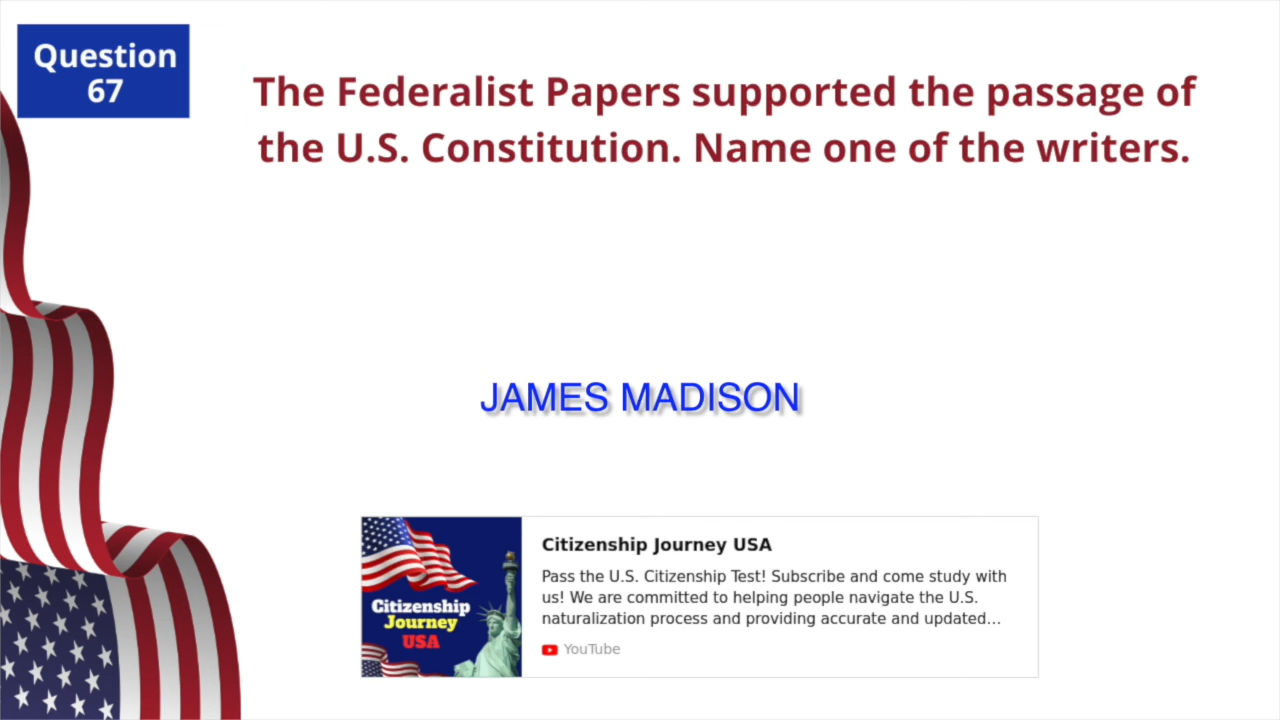 Question
67
The Federalist Papers supported the passage of
the U.S. Constitution. Name one of the writers.
JAMES MADISON
Citizenship
Journey
USA
Citizenship Journey USA
Pass the U.S. Citizenship Test! Subscribe and come study with
us! We are committed to helping people navigate the U.S.
naturalization process and providing accurate and updated...
YouTube